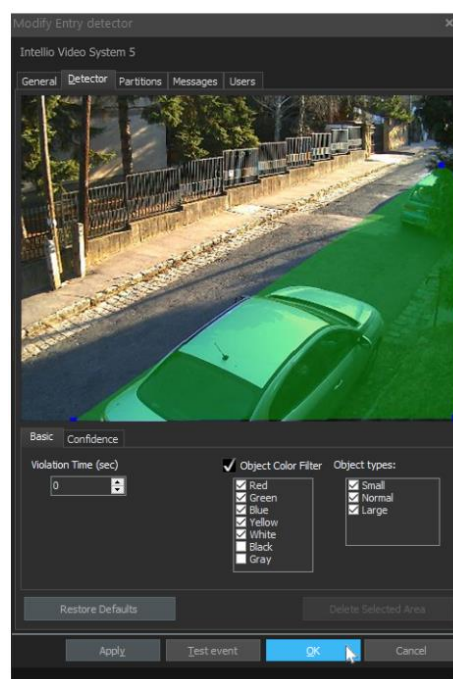 Modify Entry detector
Intellio Video System 5
General Detector Partitions Messages Users
Basic Confidence
Violation Time (sec)
0
Object Color Filter
Red
Green
Blue
Yellow
White
Black
Gray
Object types:
Small
Normal
Large
Restore Defaults
Delete Selected Area
Apply
Test event
OK
Cancel